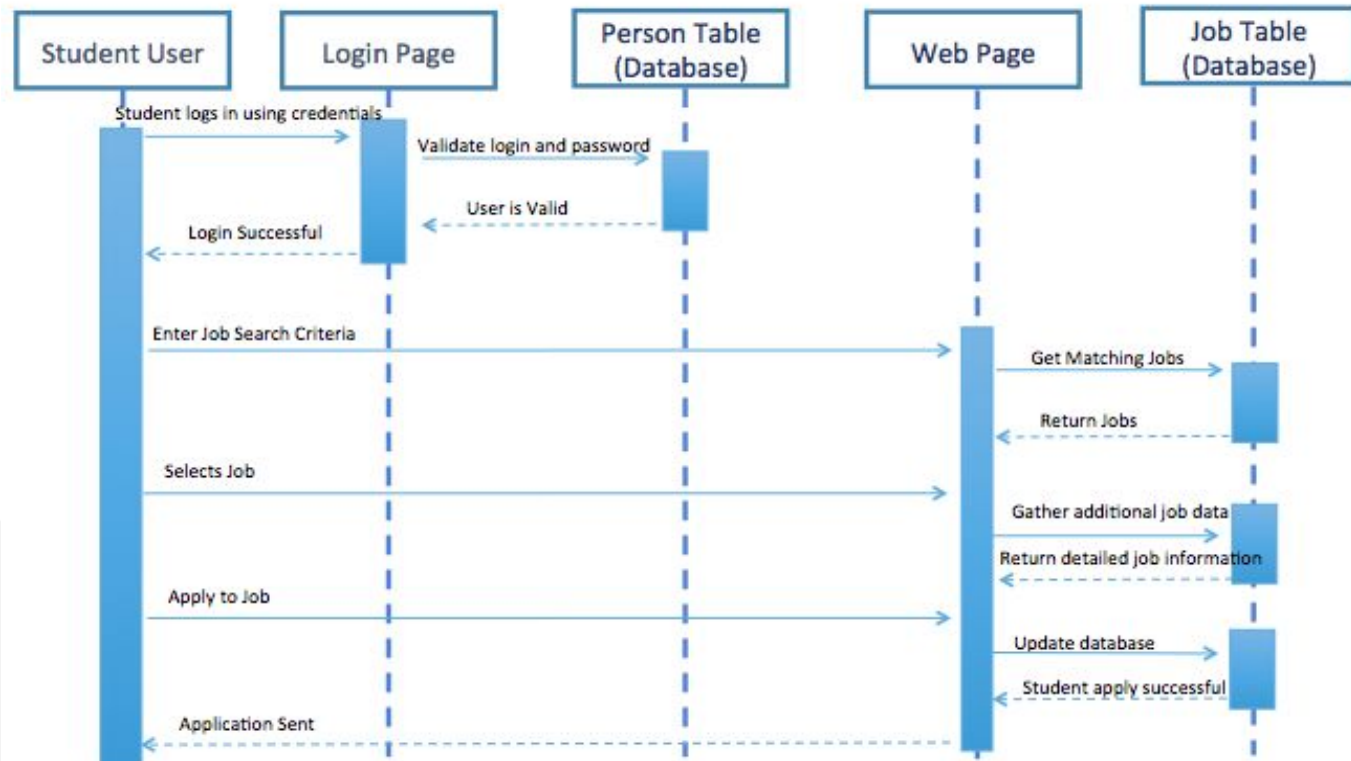 Student User
Login Page
Person Table
(Database)
Web Page
Job Table
(Database)
Student logs in using credentials
Validate login and password
User is Valid
Login Successful
Enter Job Search Criteria
Get Matching Jobs
Return Jobs
Selects Job
Gather additional job data
Return detailed job information
Apply to Job
Update database
Student apply successful
Application Sent